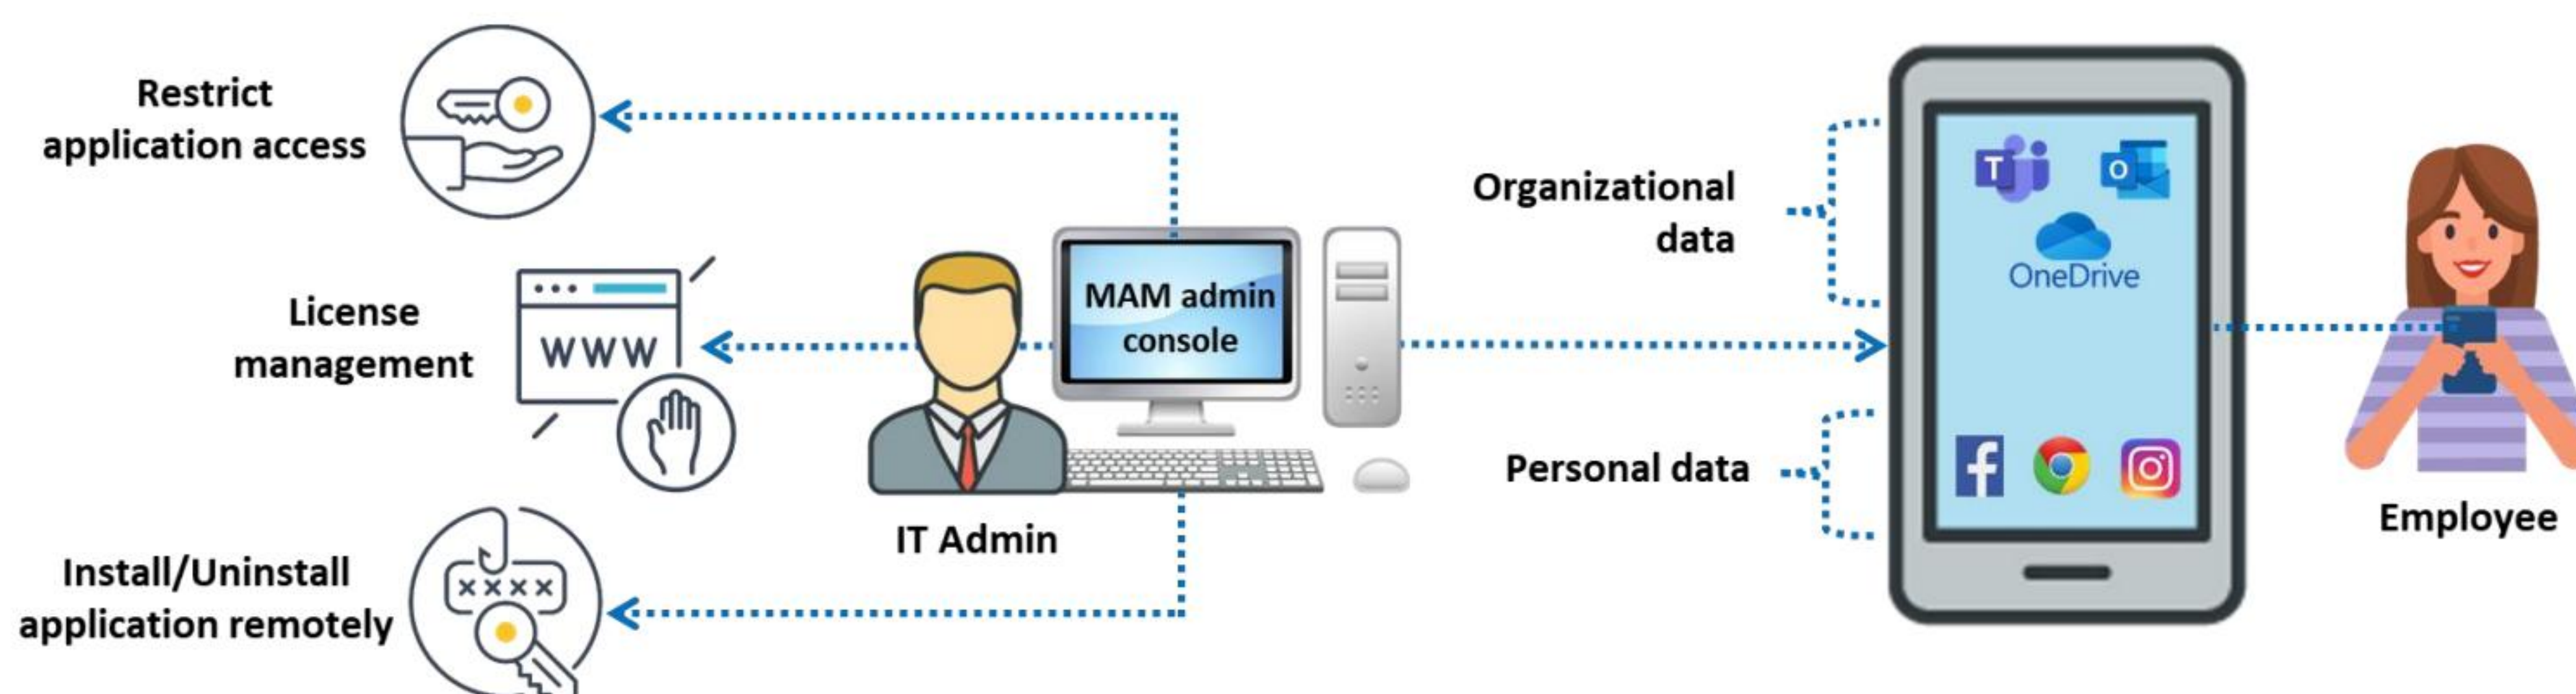 Restrict
application access
License
management
WWW
Install/Uninstall
application remotely
xxxx
IT Admin
MAM admin
console
Organizational
data
Personal data
T
O
OneDrive
f
Employee